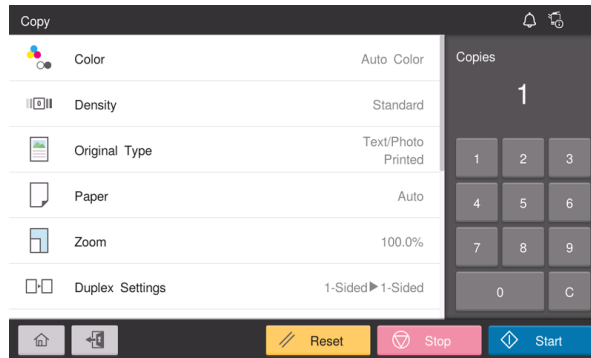 Copy
Color
Auto Color
Density
Standard
Original Type
Text/Photo
Printed
Paper
Auto
Zoom
100.0%
Duplex Settings
1-Sided▶1-Sided
Copies
1
1 2 3
4 5 6
7 8 9
0 C
Reset
Stop
Start